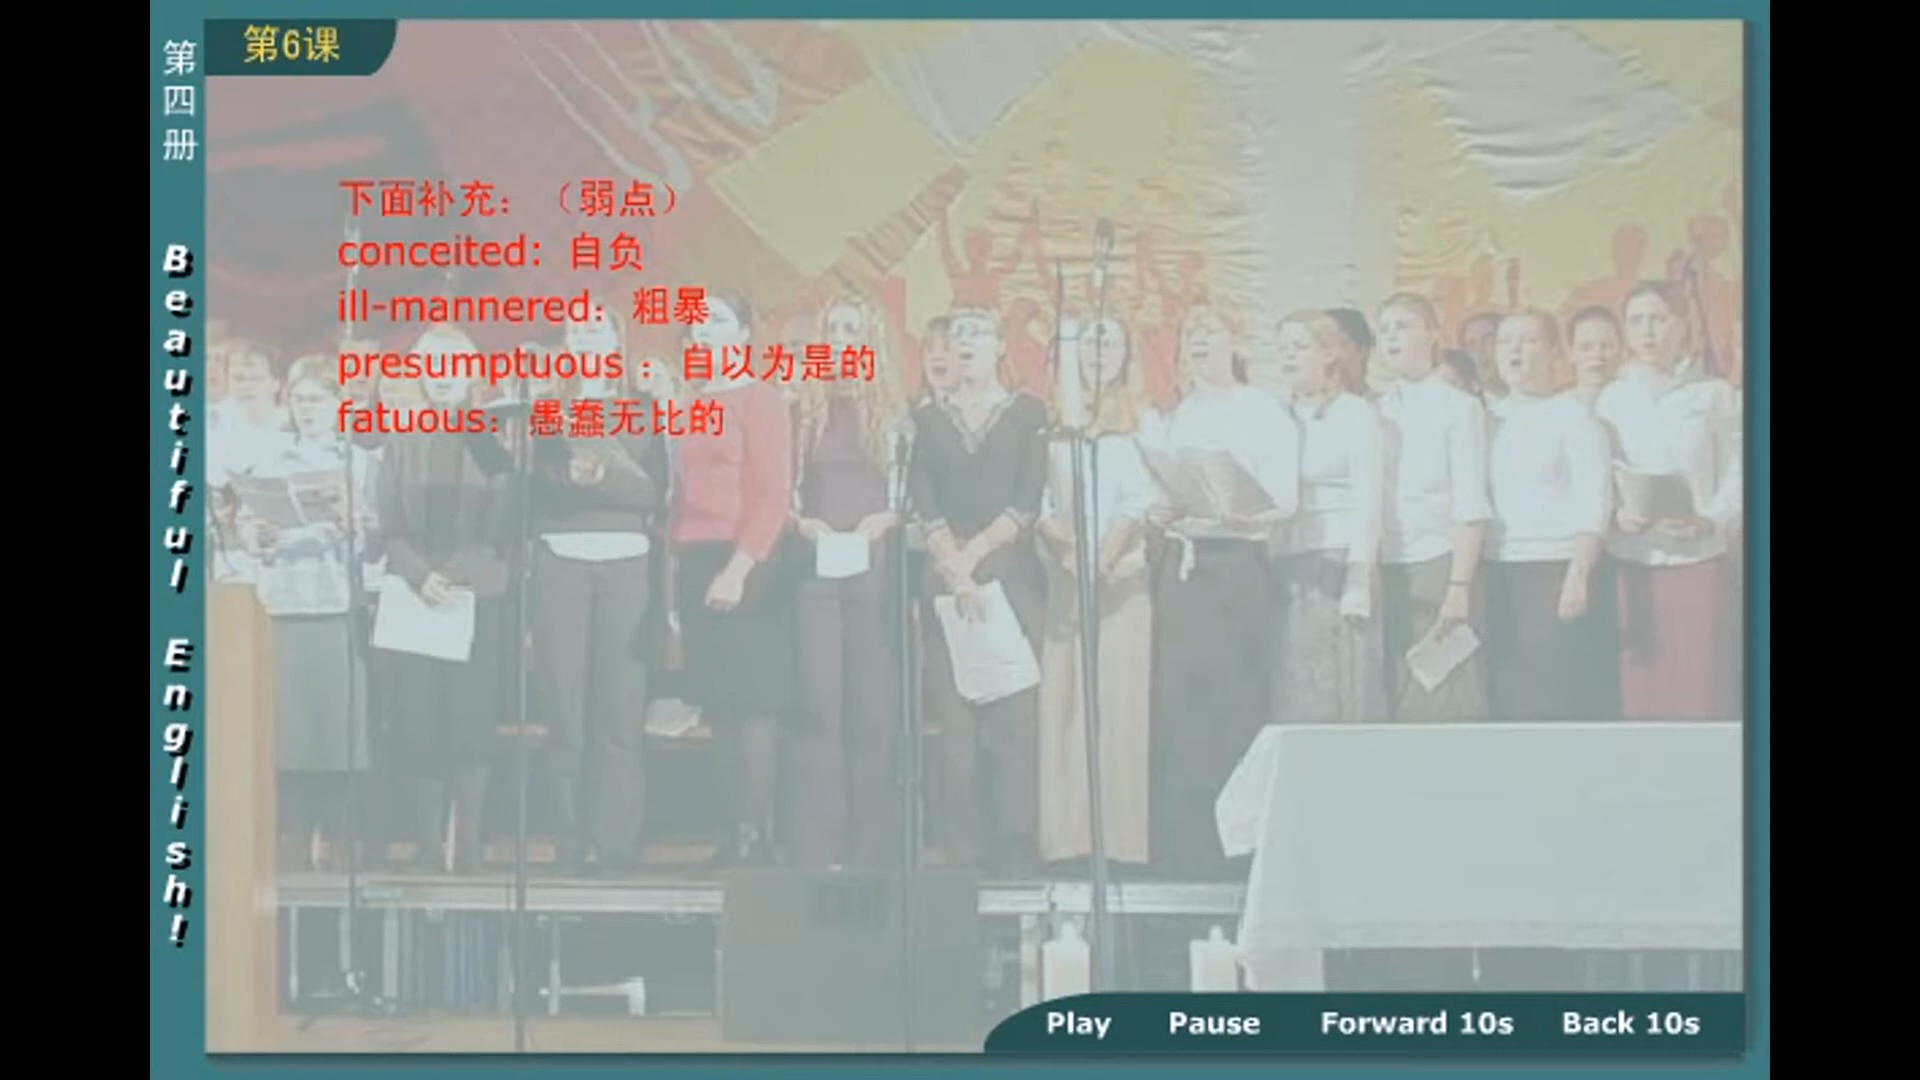 第四册
第6课
Beautiful English!
下面补充：（弱点）
conceited：自负
ill-mannered：粗暴
presumptuous ：自以为是的
fatuous：愚蠢无比的
Play
Pause
Forward 10s
Back 10s